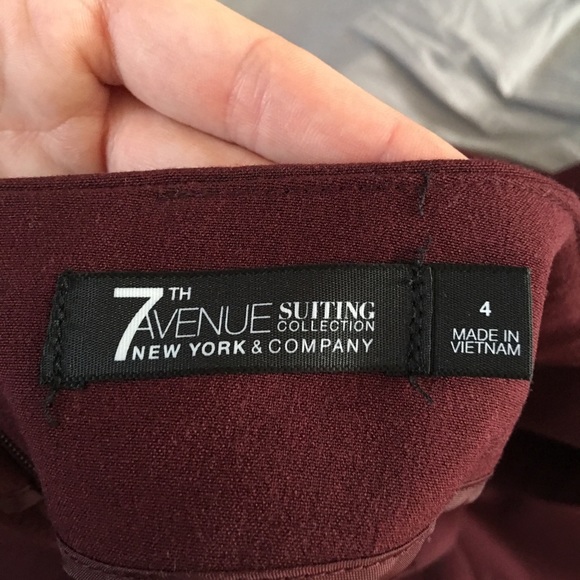 7TH AVENUE SUITING COLLECTION
NEW YORK & COMPANY
4
MADE IN
VIETNAM